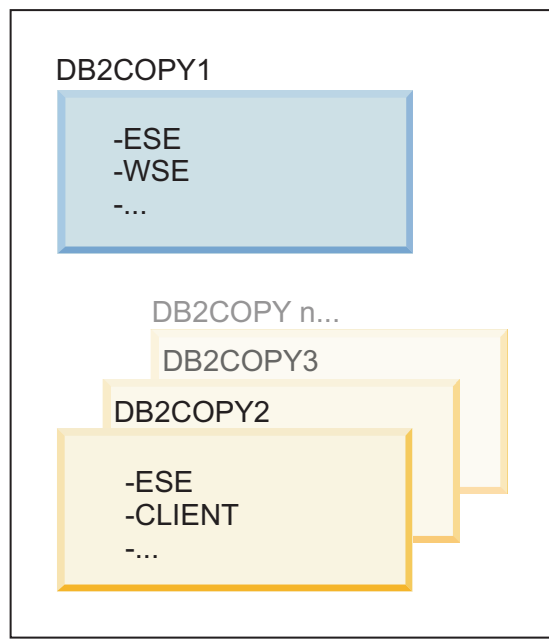 DB2COPY1
-ESE
-WSE
-...
DB2COPY n...
DB2COPY3
DB2COPY2
-ESE
-CLIENT
-...